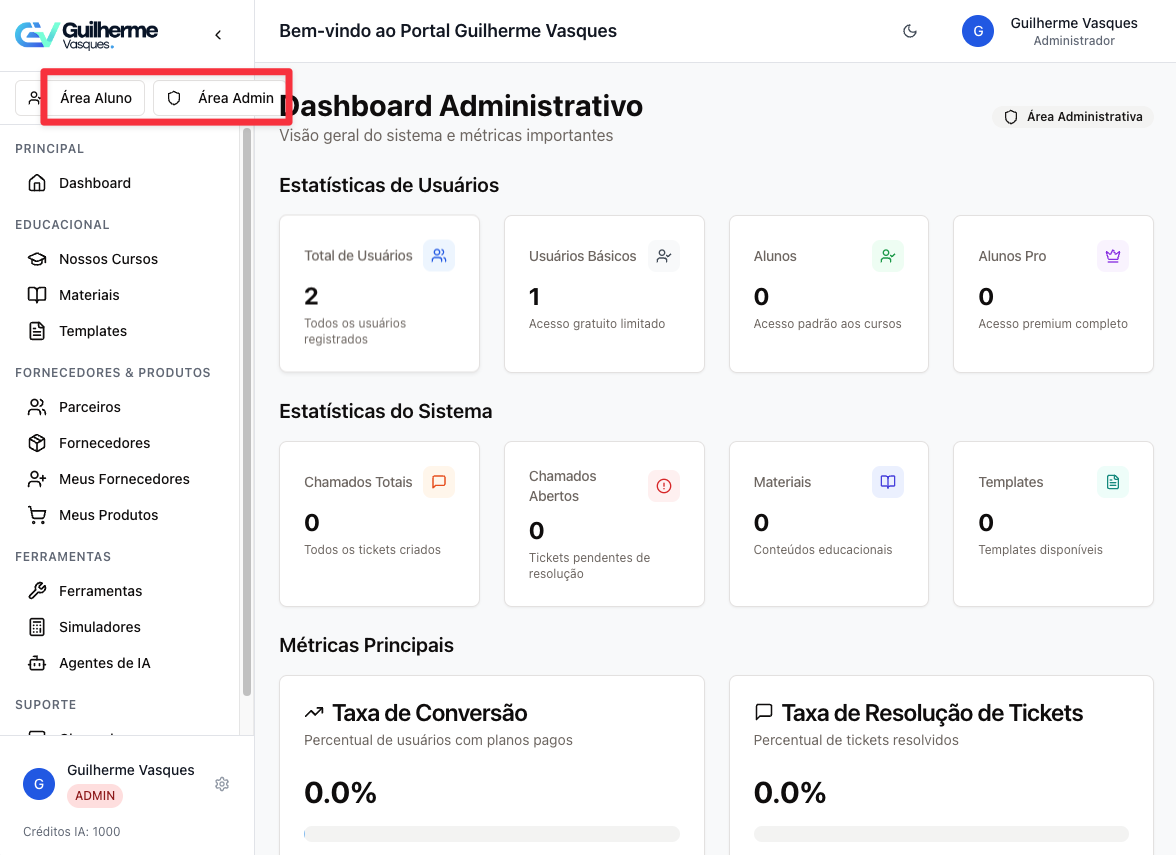 Guilherme
Vasques.
Bem-vindo ao Portal Guilherme Vasques
G
Guilherme Vasques
Administrador
Área Aluno
Área Admin
PRINCIPAL
Dashboard
EDUCACIONAL
Nossos Cursos
Materiais
Templates
FORNECEDORES & PRODUTOS
Parceiros
Fornecedores
Meus Fornecedores
Meus Produtos
FERRAMENTAS
Ferramentas
Simuladores
Agentes de IA
SUPORTE
G
Guilherme Vasques
ADMIN
Créditos IA: 1000
Dashboard Administrativo
Visão geral do sistema e métricas importantes
Área Administrativa
Estatísticas de Usuários
Total de Usuários
2
Todos os usuários
registrados
Usuários Básicos
1
Acesso gratuito limitado
Alunos
0
Acesso padrão aos cursos
Alunos Pro
0
Acesso premium completo
Estatísticas do Sistema
Chamados Totais
0
Todos os tickets criados
Chamados
Abertos
0
Tickets pendentes de
resolução
Materiais
0
Conteúdos educacionais
Templates
0
Templates disponíveis
Métricas Principais
Taxa de Conversão
Percentual de usuários com planos pagos
0.0%
Taxa de Resolução de Tickets
Percentual de tickets resolvidos
0.0%